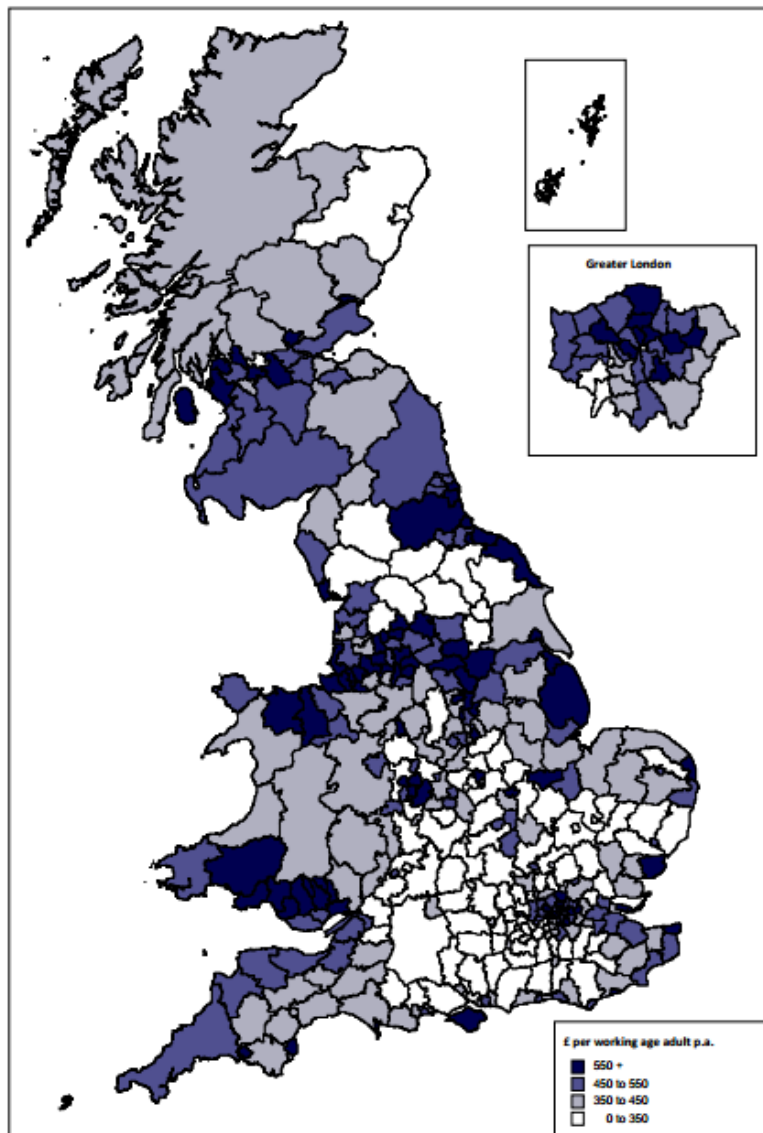 Greater London
£ per working age adult p.a.
550 +
450 to 550
350 to 450
0 to 350